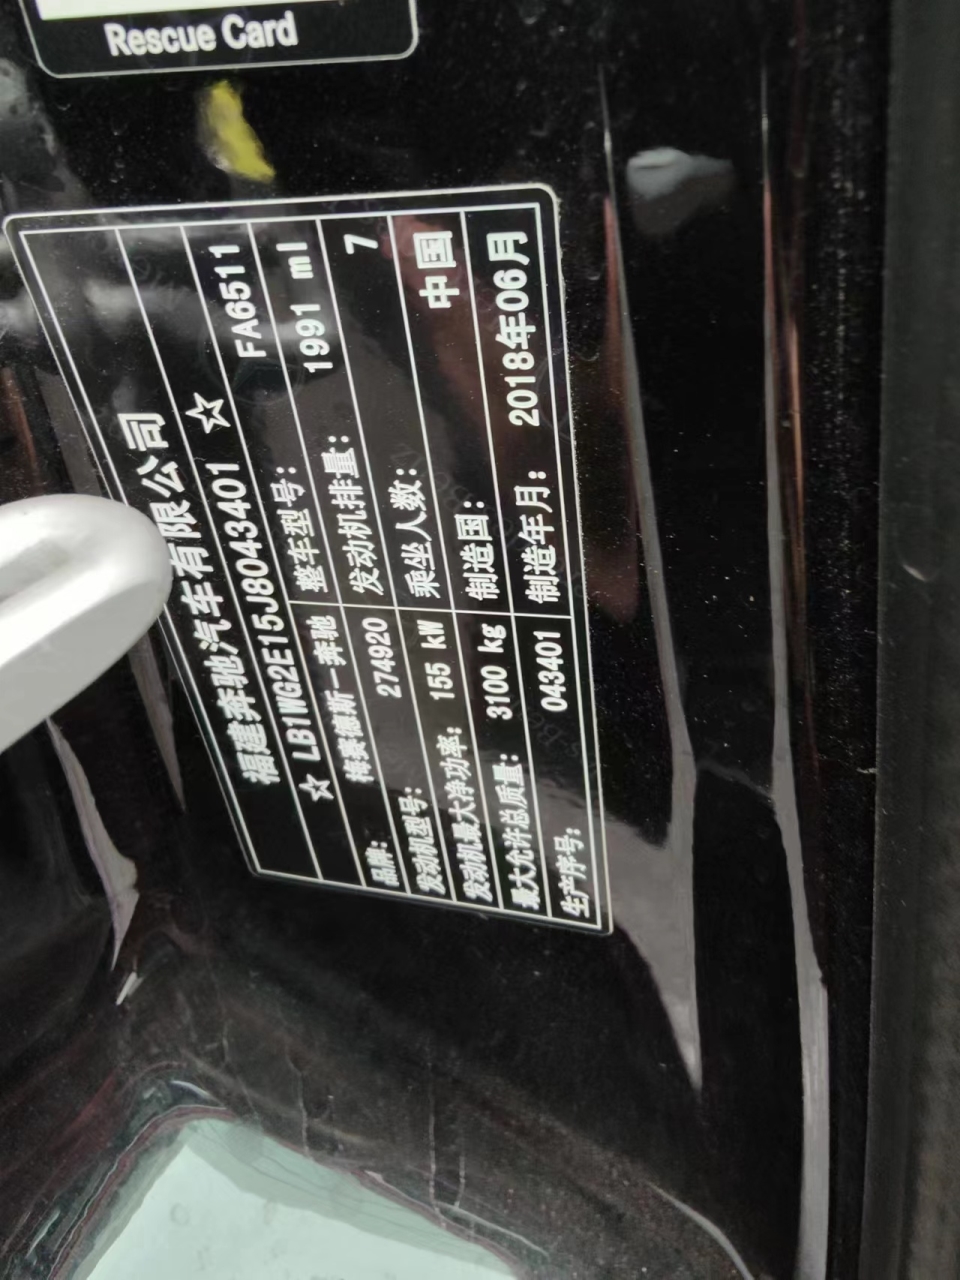 Rescue Card
福建奔驰汽车有限公司
☆ LB1WG2E15J8043401 ☆
品牌: 梅赛德斯-奔驰 整车型号: FA6511
发动机型号: 274920 发动机排量: 1991 ml
发动机最大净功率: 155 kW 乘坐人数: 7
最大允许总质量: 3100 kg 制造国: 中国
生产序号: 043401 制造年月: 2018年06月